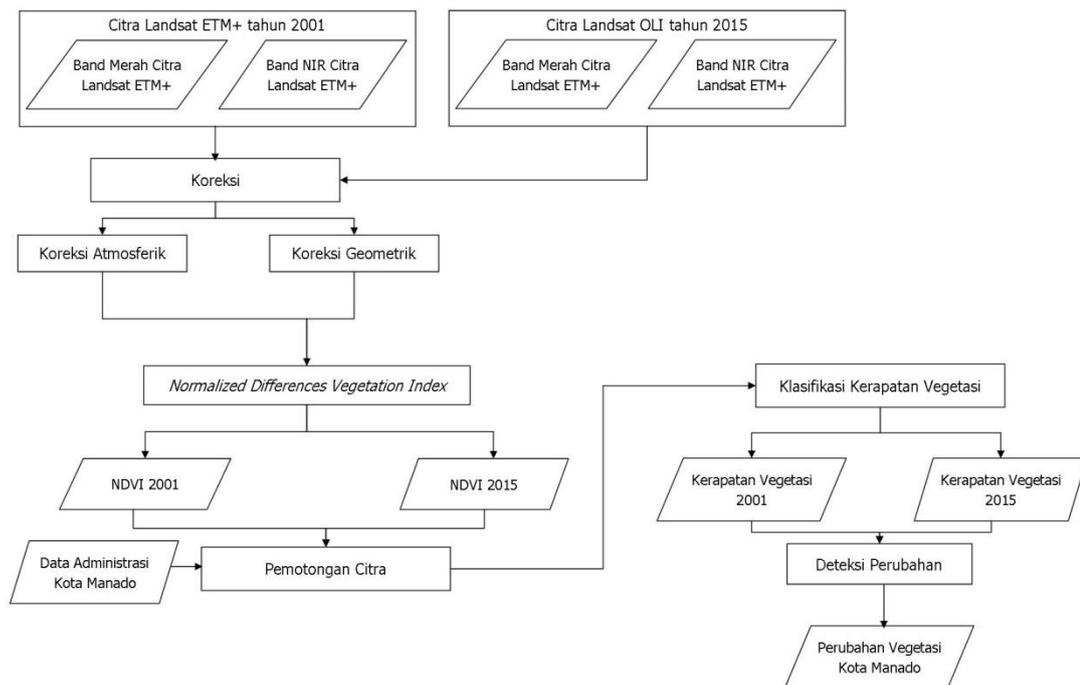 Citra Landsat ETM+ tahun 2001
Band Merah Citra
Landsat ETM+
Band NIR Citra
Landsat ETM+
Citra Landsat OLI tahun 2015
Band Merah Citra
Landsat ETM+
Band NIR Citra
Landsat ETM+
Koreksi
Koreksi Atmosferik
Koreksi Geometrik
Normalized Differences Vegetation Index
NDVI 2001
NDVI 2015
Data Administrasi
Kota Manado
Pemotongan Citra
Klasifikasi Kerapatan Vegetasi
Kerapatan Vegetasi
2001
Kerapatan Vegetasi
2015
Deteksi Perubahan
Perubahan Vegetasi
Kota Manado